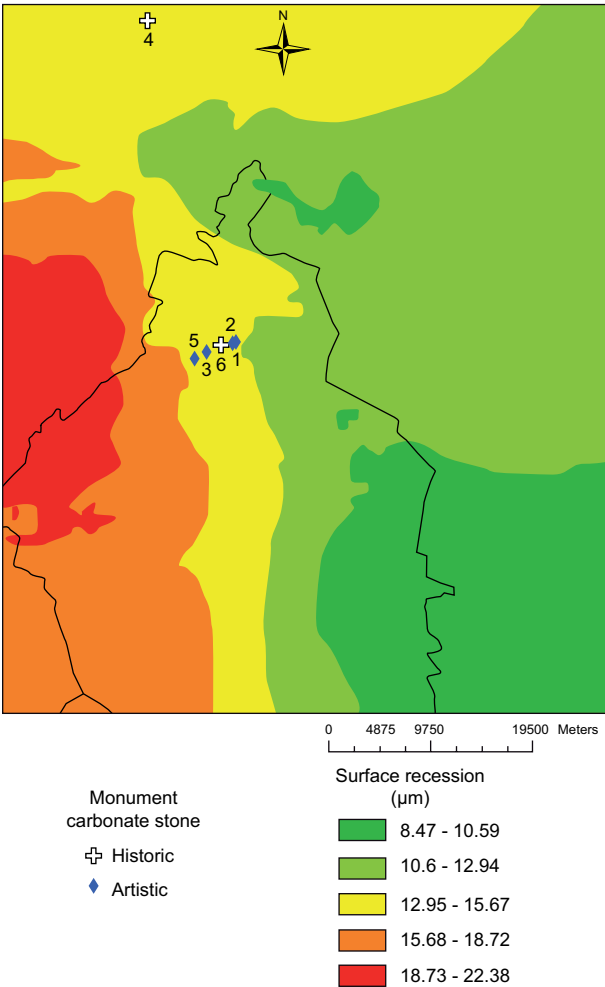 4
N
2
5
1
3
6
0 4875 9750 19500 Meters
Surface recession
(µm)
Monument
carbonate stone
Historic
Artistic
8.47 - 10.59
10.6 - 12.94
12.95 - 15.67
15.68 - 18.72
18.73 - 22.38